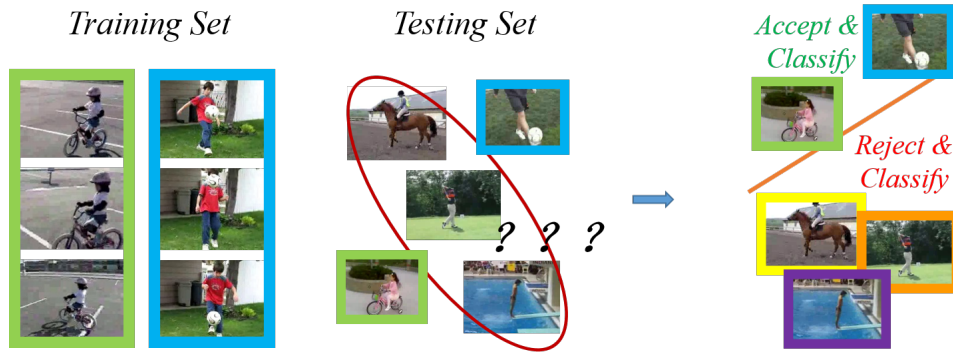 Training Set
Testing Set
Accept &
Classify
Reject &
Classify
? ? ?